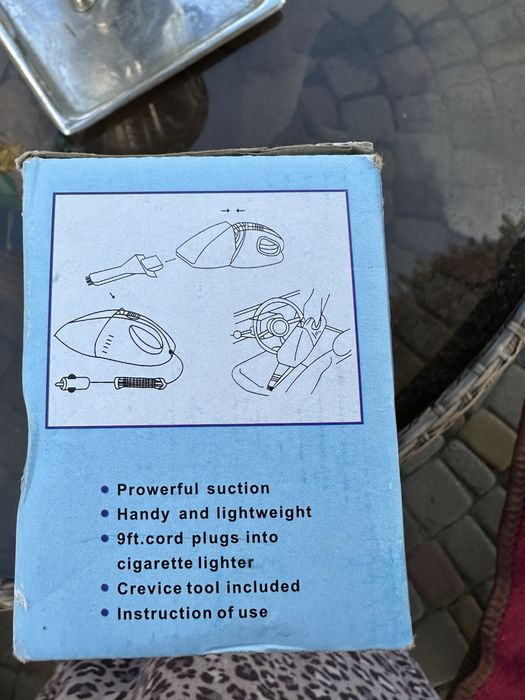 Prowerful suction
Handy and lightweight
9ft.cord plugs into
cigarette lighter
Crevice tool included
Instruction of use